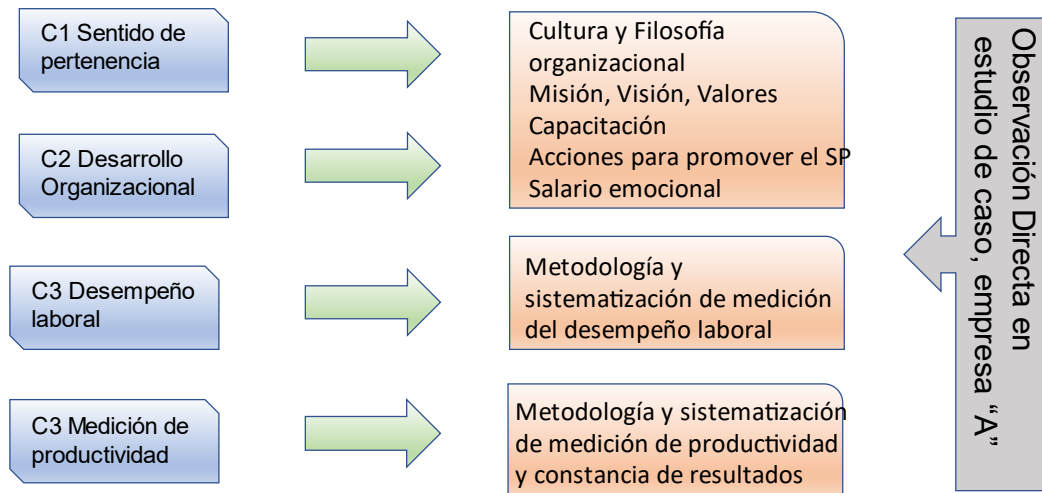 C1 Sentido de
pertenencia
Cultura y Filosofía
organizacional
Misión, Visión, Valores
Capacitación
Acciones para promover el SP
Salario emocional
C2 Desarrollo
Organizacional
C3 Desempeño
laboral
Metodología y
sistematización de medición
del desempeño laboral
C3 Medición de
productividad
Metodología y sistematización
de medición de productividad
y constancia de resultados
Observación Directa en
estudio de caso, empresa “A”